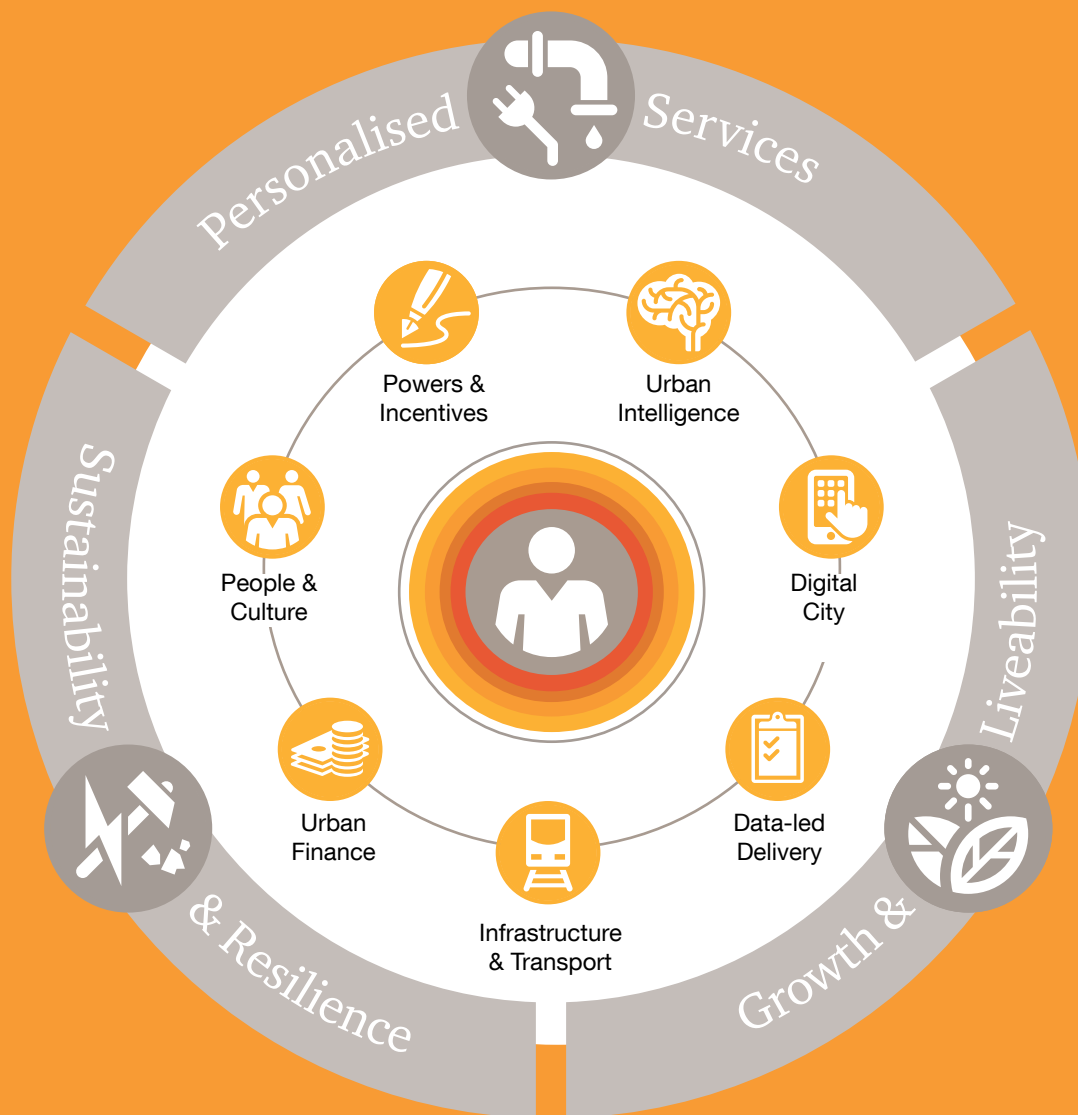 Personalised Services
Powers &
Incentives
Urban
Intelligence
People &
Culture
Digital
City
Urban
Finance
Data-led
Delivery
Infrastructure
& Transport
Sustainability & Resilience
Growth & Liveability